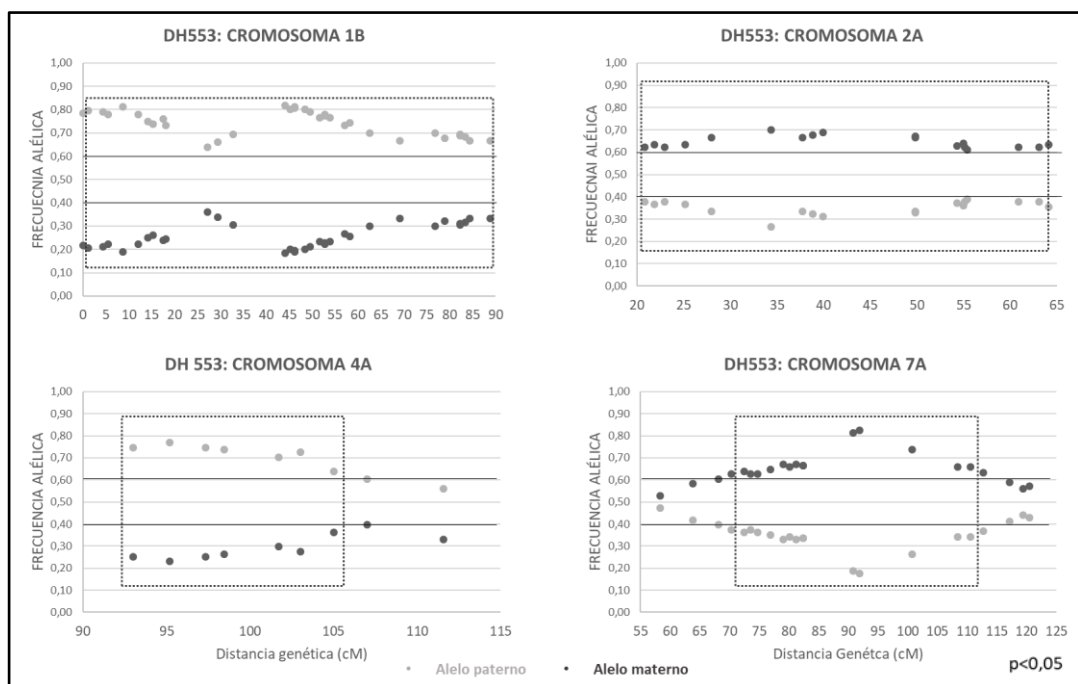 DH553: CROMOSOMA 1B
FRECUECNIA ALÉLICA
1,00
0,90
0,80
0,70
0,60
0,50
0,40
0,30
0,20
0,10
0,00
0 5 10 15 20 25 30 35 40 45 50 55 60 65 70 75 80 85 90
DH553: CROMOSOMA 2A
FRECUECNAI ALÉLICA
1,00
0,90
0,80
0,70
0,60
0,50
0,40
0,30
0,20
0,10
0,00
20 25 30 35 40 45 50 55 60 65
DH 553: CROMOSOMA 4A
FRECUENCIA ALÉLICA
1,00
0,90
0,80
0,70
0,60
0,50
0,40
0,30
0,20
0,10
0,00
90 95 100 105 110 115
Distancia genética (cM)
DH553: CROMOSOMA 7A
FRECUENCIA ALÉLICA
1,00
0,90
0,80
0,70
0,60
0,50
0,40
0,30
0,20
0,10
0,00
55 60 65 70 75 80 85 90 95 100 105 110 115 120 125
Distancia Genétca (cM)
Alelo paterno
Alelo materno
p<0,05